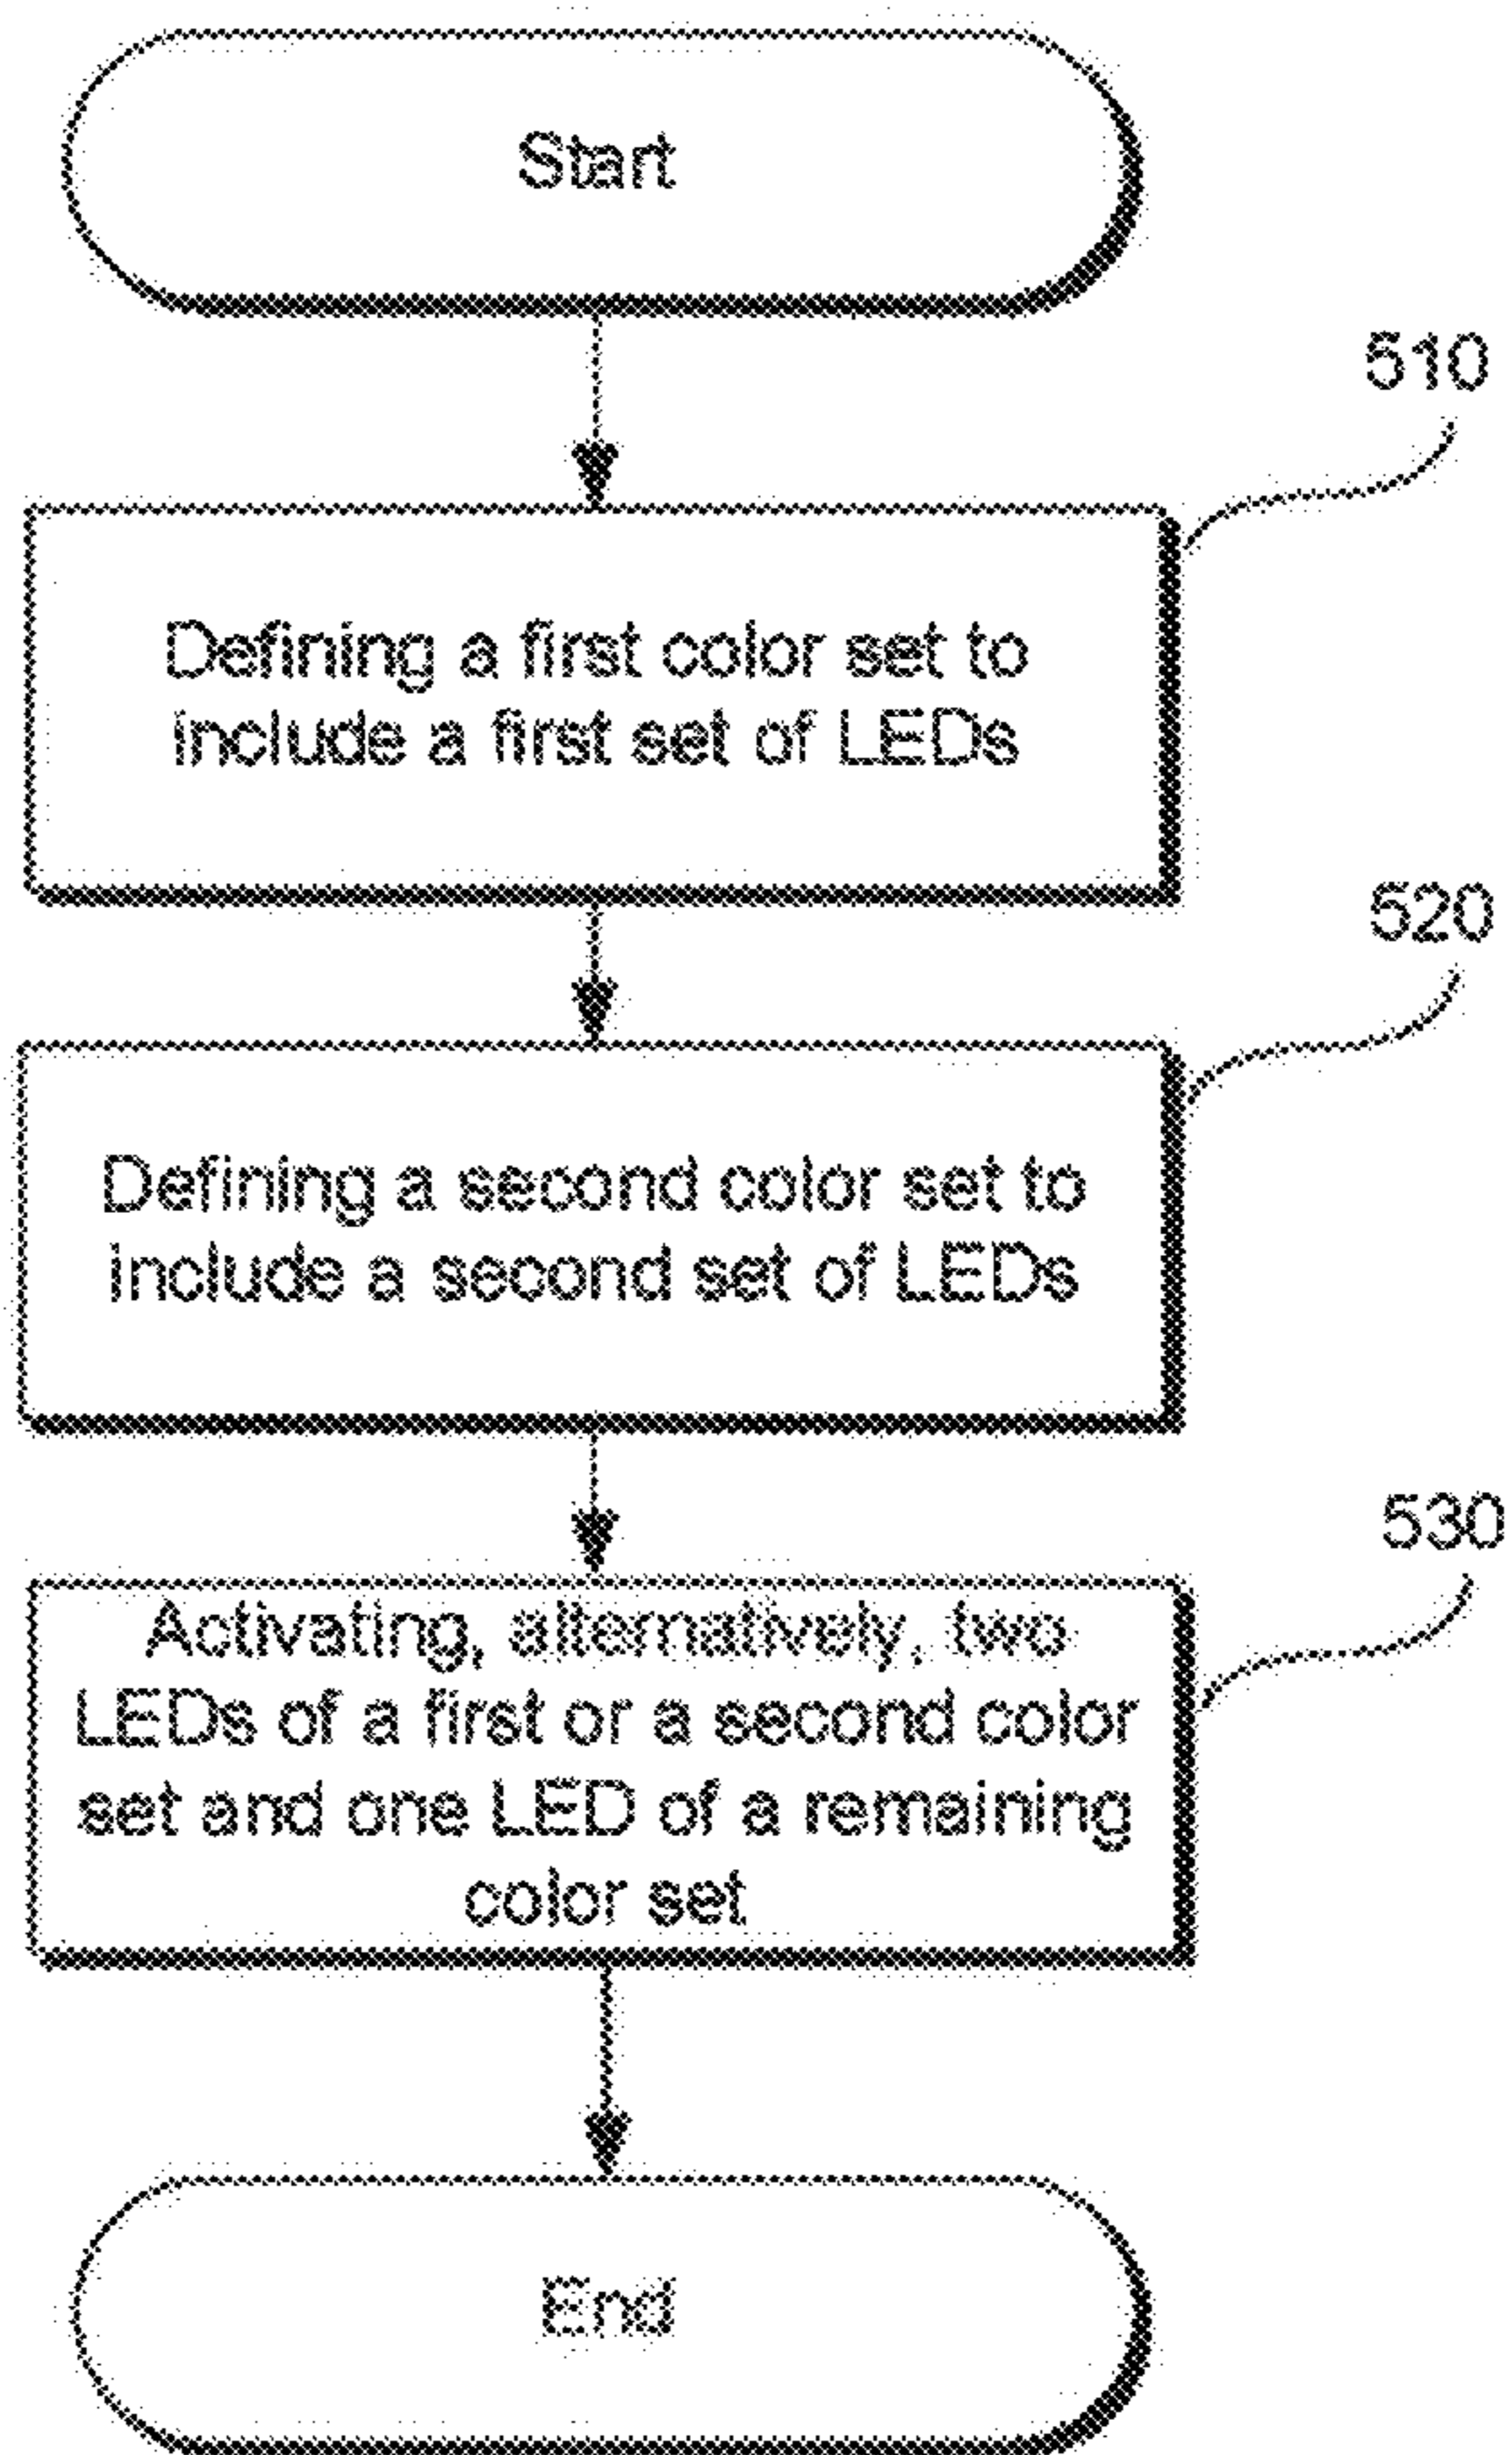 Start
510
Defining a first color set to
include a first set of LEDs
520
Defining a second color set to
include a second set of LEDs
530
Activating, alternatively, two
LEDs of a first or a second color
set and one LED of a remaining
color set
End